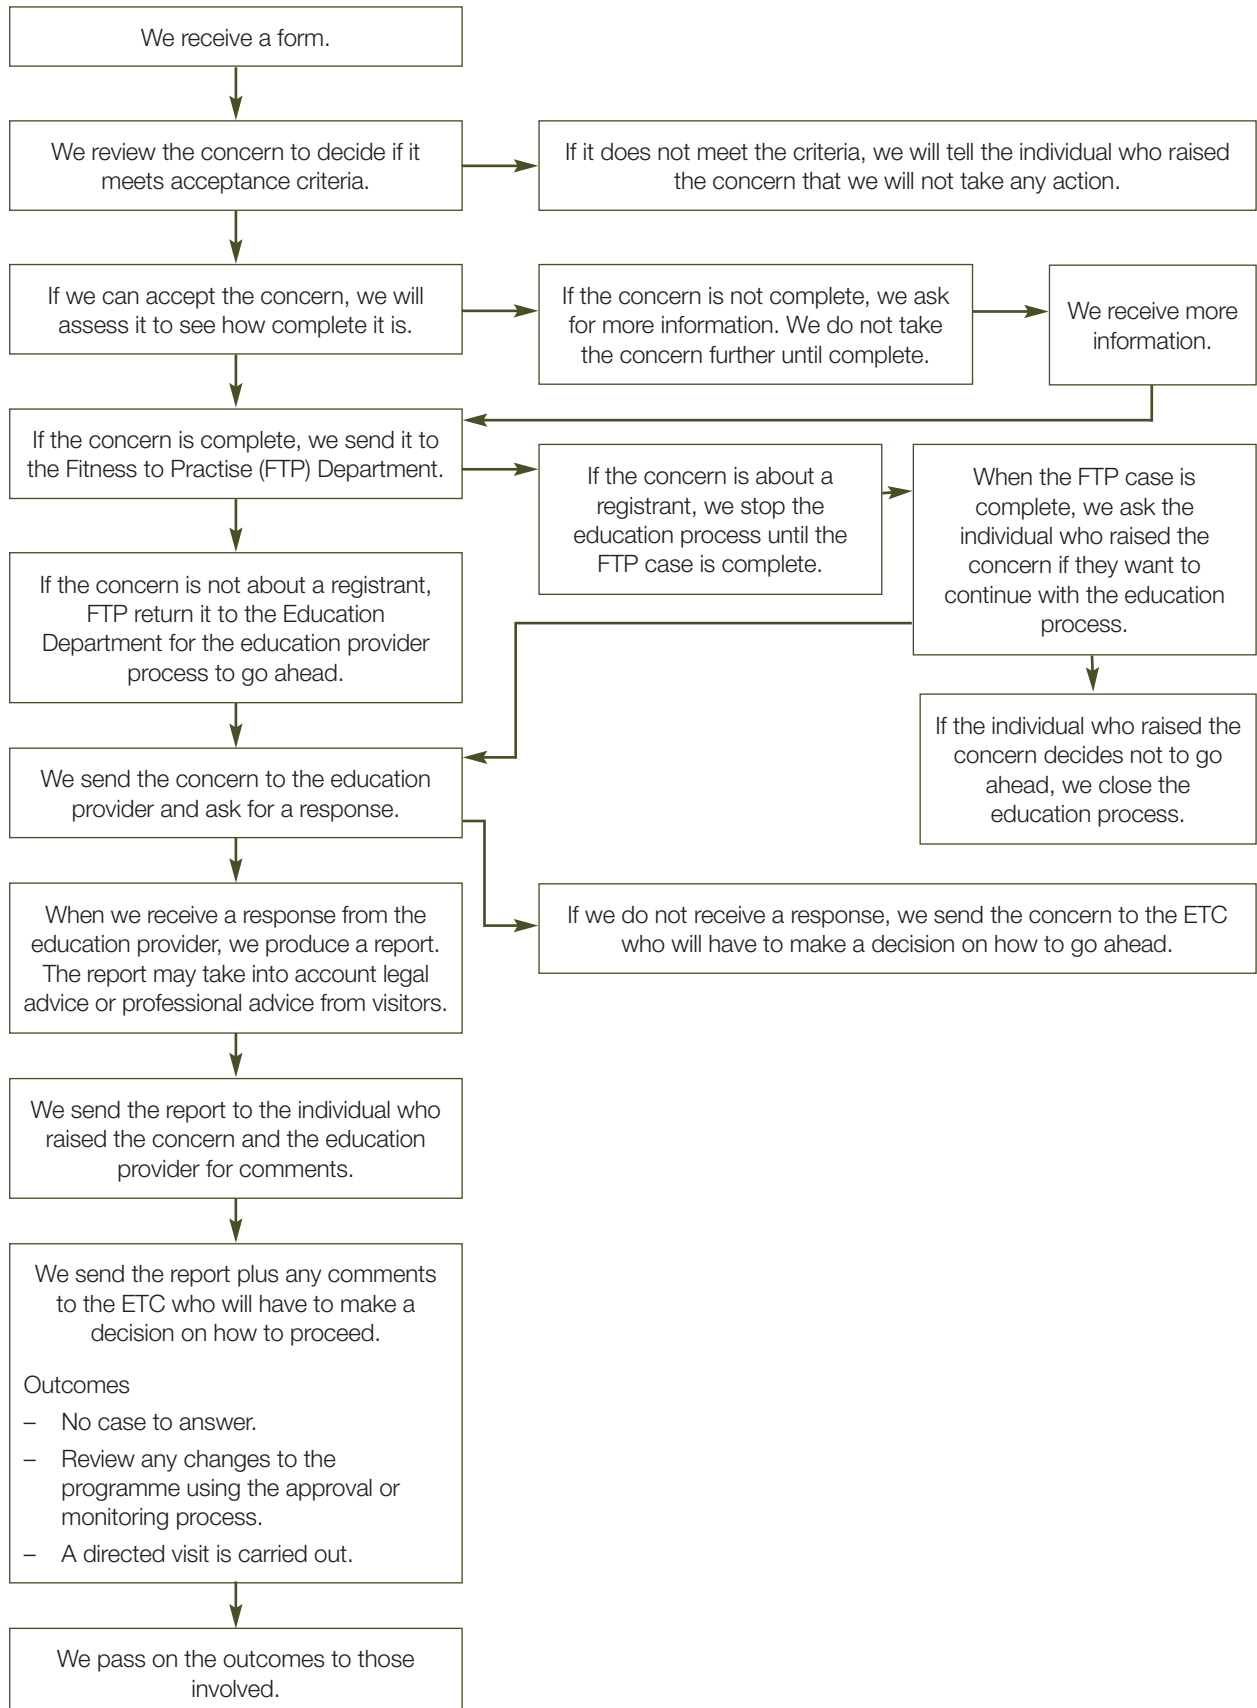 We receive a form.
We review the concern to decide if it
meets acceptance criteria.
If it does not meet the criteria, we will tell the individual who raised
the concern that we will not take any action.
If we can accept the concern, we will
assess it to see how complete it is.
If the concern is not complete, we ask
for more information. We do not take
the concern further until complete.
We receive more
information.
If the concern is complete, we send it to
the Fitness to Practise (FTP) Department.
If the concern is about a
registrant, we stop the
education process until the
FTP case is complete.
When the FTP case is
complete, we ask the
individual who raised the
concern if they want to
continue with the education
process.
If the concern is not about a registrant,
FTP return it to the Education
Department for the education provider
process to go ahead.
If the individual who raised the
concern decides not to go
ahead, we close the
education process.
We send the concern to the education
provider and ask for a response.
If we do not receive a response, we send the concern to the ETC
who will have to make a decision on how to go ahead.
When we receive a response from the
education provider, we produce a report.
The report may take into account legal
advice or professional advice from visitors.
We send the report to the individual who
raised the concern and the education
provider for comments.
We send the report plus any comments
to the ETC who will have to make a
decision on how to proceed.
Outcomes
– No case to answer.
– Review any changes to the
programme using the approval or
monitoring process.
– A directed visit is carried out.
We pass on the outcomes to those
involved.